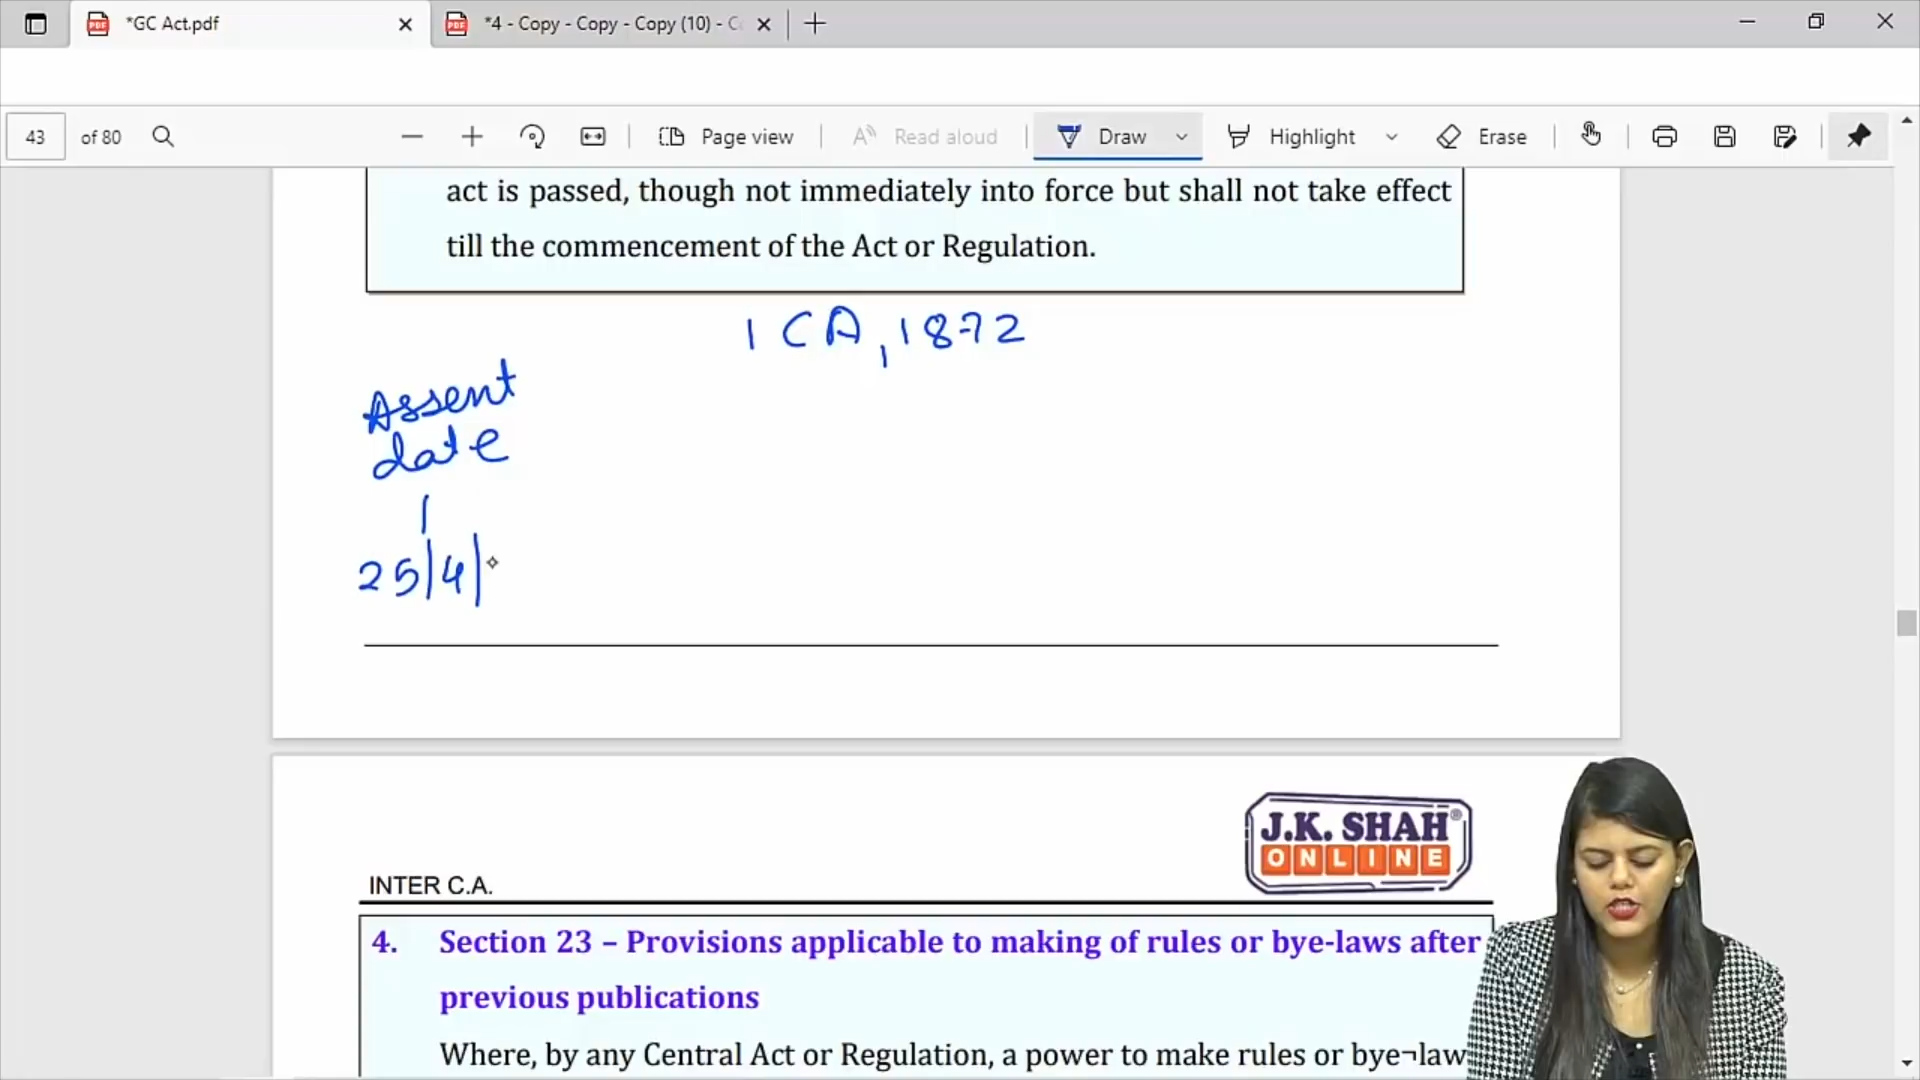 *GC Act.pdf
*4 - Copy - Copy - Copy (10) - C
43 of 80 Page view Read aloud Draw Highlight Erase
act is passed, though not immediately into force but shall not take effect
till the commencement of the Act or Regulation.
ICA, 1872
Assent
date
25/4/
J.K. SHAH®
ONLINE
INTER C.A.
4. Section 23 – Provisions applicable to making of rules or bye-laws after
previous publications
Where, by any Central Act or Regulation, a power to make rules or bye¬law